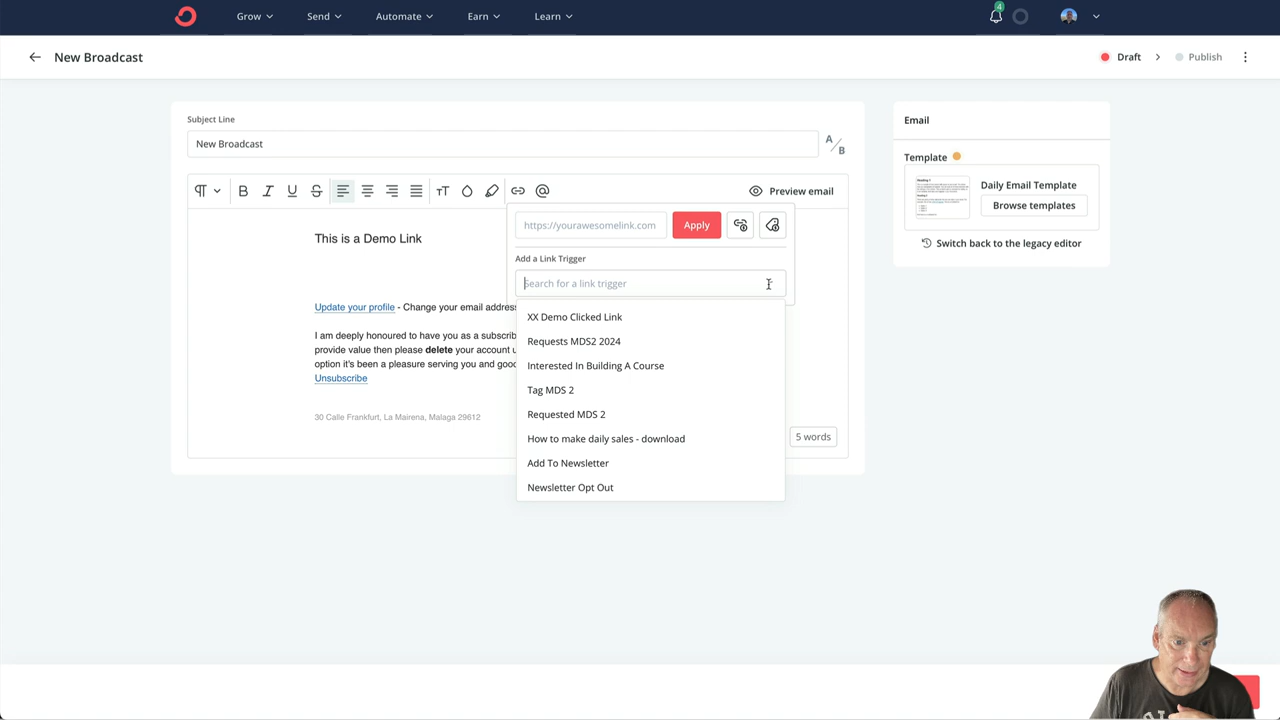 Grow
Send
Automate
Earn
Learn
4
New Broadcast
Draft
Publish
Subject Line
New Broadcast
A/B
Email
Template
Daily Email Template
Browse templates
Switch back to the legacy editor
B I U S
TT
Preview email
https://yourawesomelink.com
Apply
This is a Demo Link
Add a Link Trigger
Search for a link trigger
Update your profile - Change your email address
I am deeply honoured to have you as a subscrib
provide value then please delete your account u
option it's been a pleasure serving you and good
Unsubscribe
30 Calle Frankfurt, La Mairena, Malaga 29612
XX Demo Clicked Link
Requests MDS2 2024
Interested In Building A Course
Tag MDS 2
Requested MDS 2
How to make daily sales - download
Add To Newsletter
Newsletter Opt Out
5 words